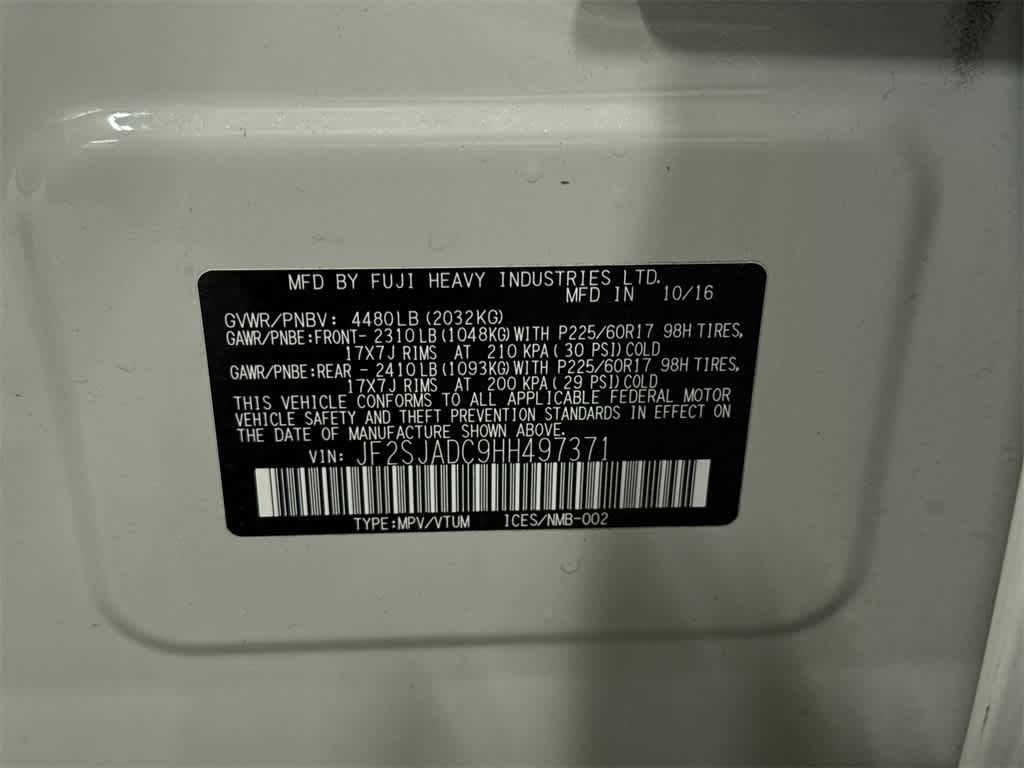 MFD BY FUJI HEAVY INDUSTRIES LTD.
MFD IN 10/16
GVWR/PNBV: 4480LB (2032KG)
GAWR/PNBE:FRONT- 2310LB (1048KG) WITH P225/60R17 98H TIRES,
17X7J RIMS AT 210 KPA (30 PSI) COLD
GAWR/PNBE:REAR - 2410LB (1093KG) WITH P225/60R17 98H TIRES,
17X7J RIMS AT 200 KPA (29 PSI) COLD
THIS VEHICLE CONFORMS TO ALL APPLICABLE FEDERAL MOTOR
VEHICLE SAFETY AND THEFT PREVENTION STANDARDS IN EFFECT ON
THE DATE OF MANUFACTURE SHOWN ABOVE.
VIN: JF2SJADC9HH497371
TYPE:MPV/VTUM ICES/NMB-002